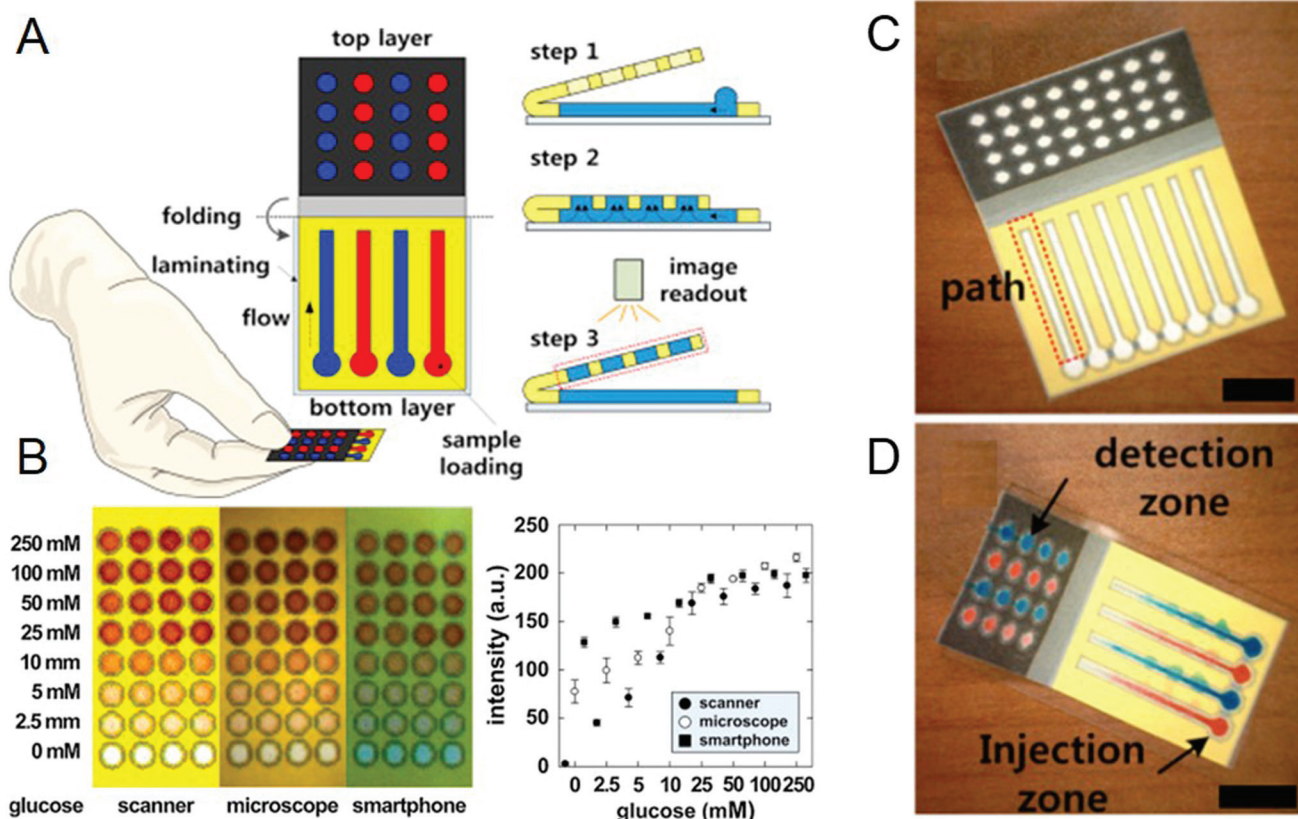 A
top layer
folding
laminating
flow
bottom layer
sample
loading
step 1
step 2
image
readout
step 3
B
250 mM
100 mM
50 mM
25 mM
10 mm
5 mM
2.5 mm
0 mM
glucose
scanner
microscope
smartphone
intensity (a.u.)
250
200
150
100
50
0
scanner
microscope
smartphone
0 2.5 5 10 25 50 100 250
glucose (mM)
C
path
D
detection
zone
Injection
zone